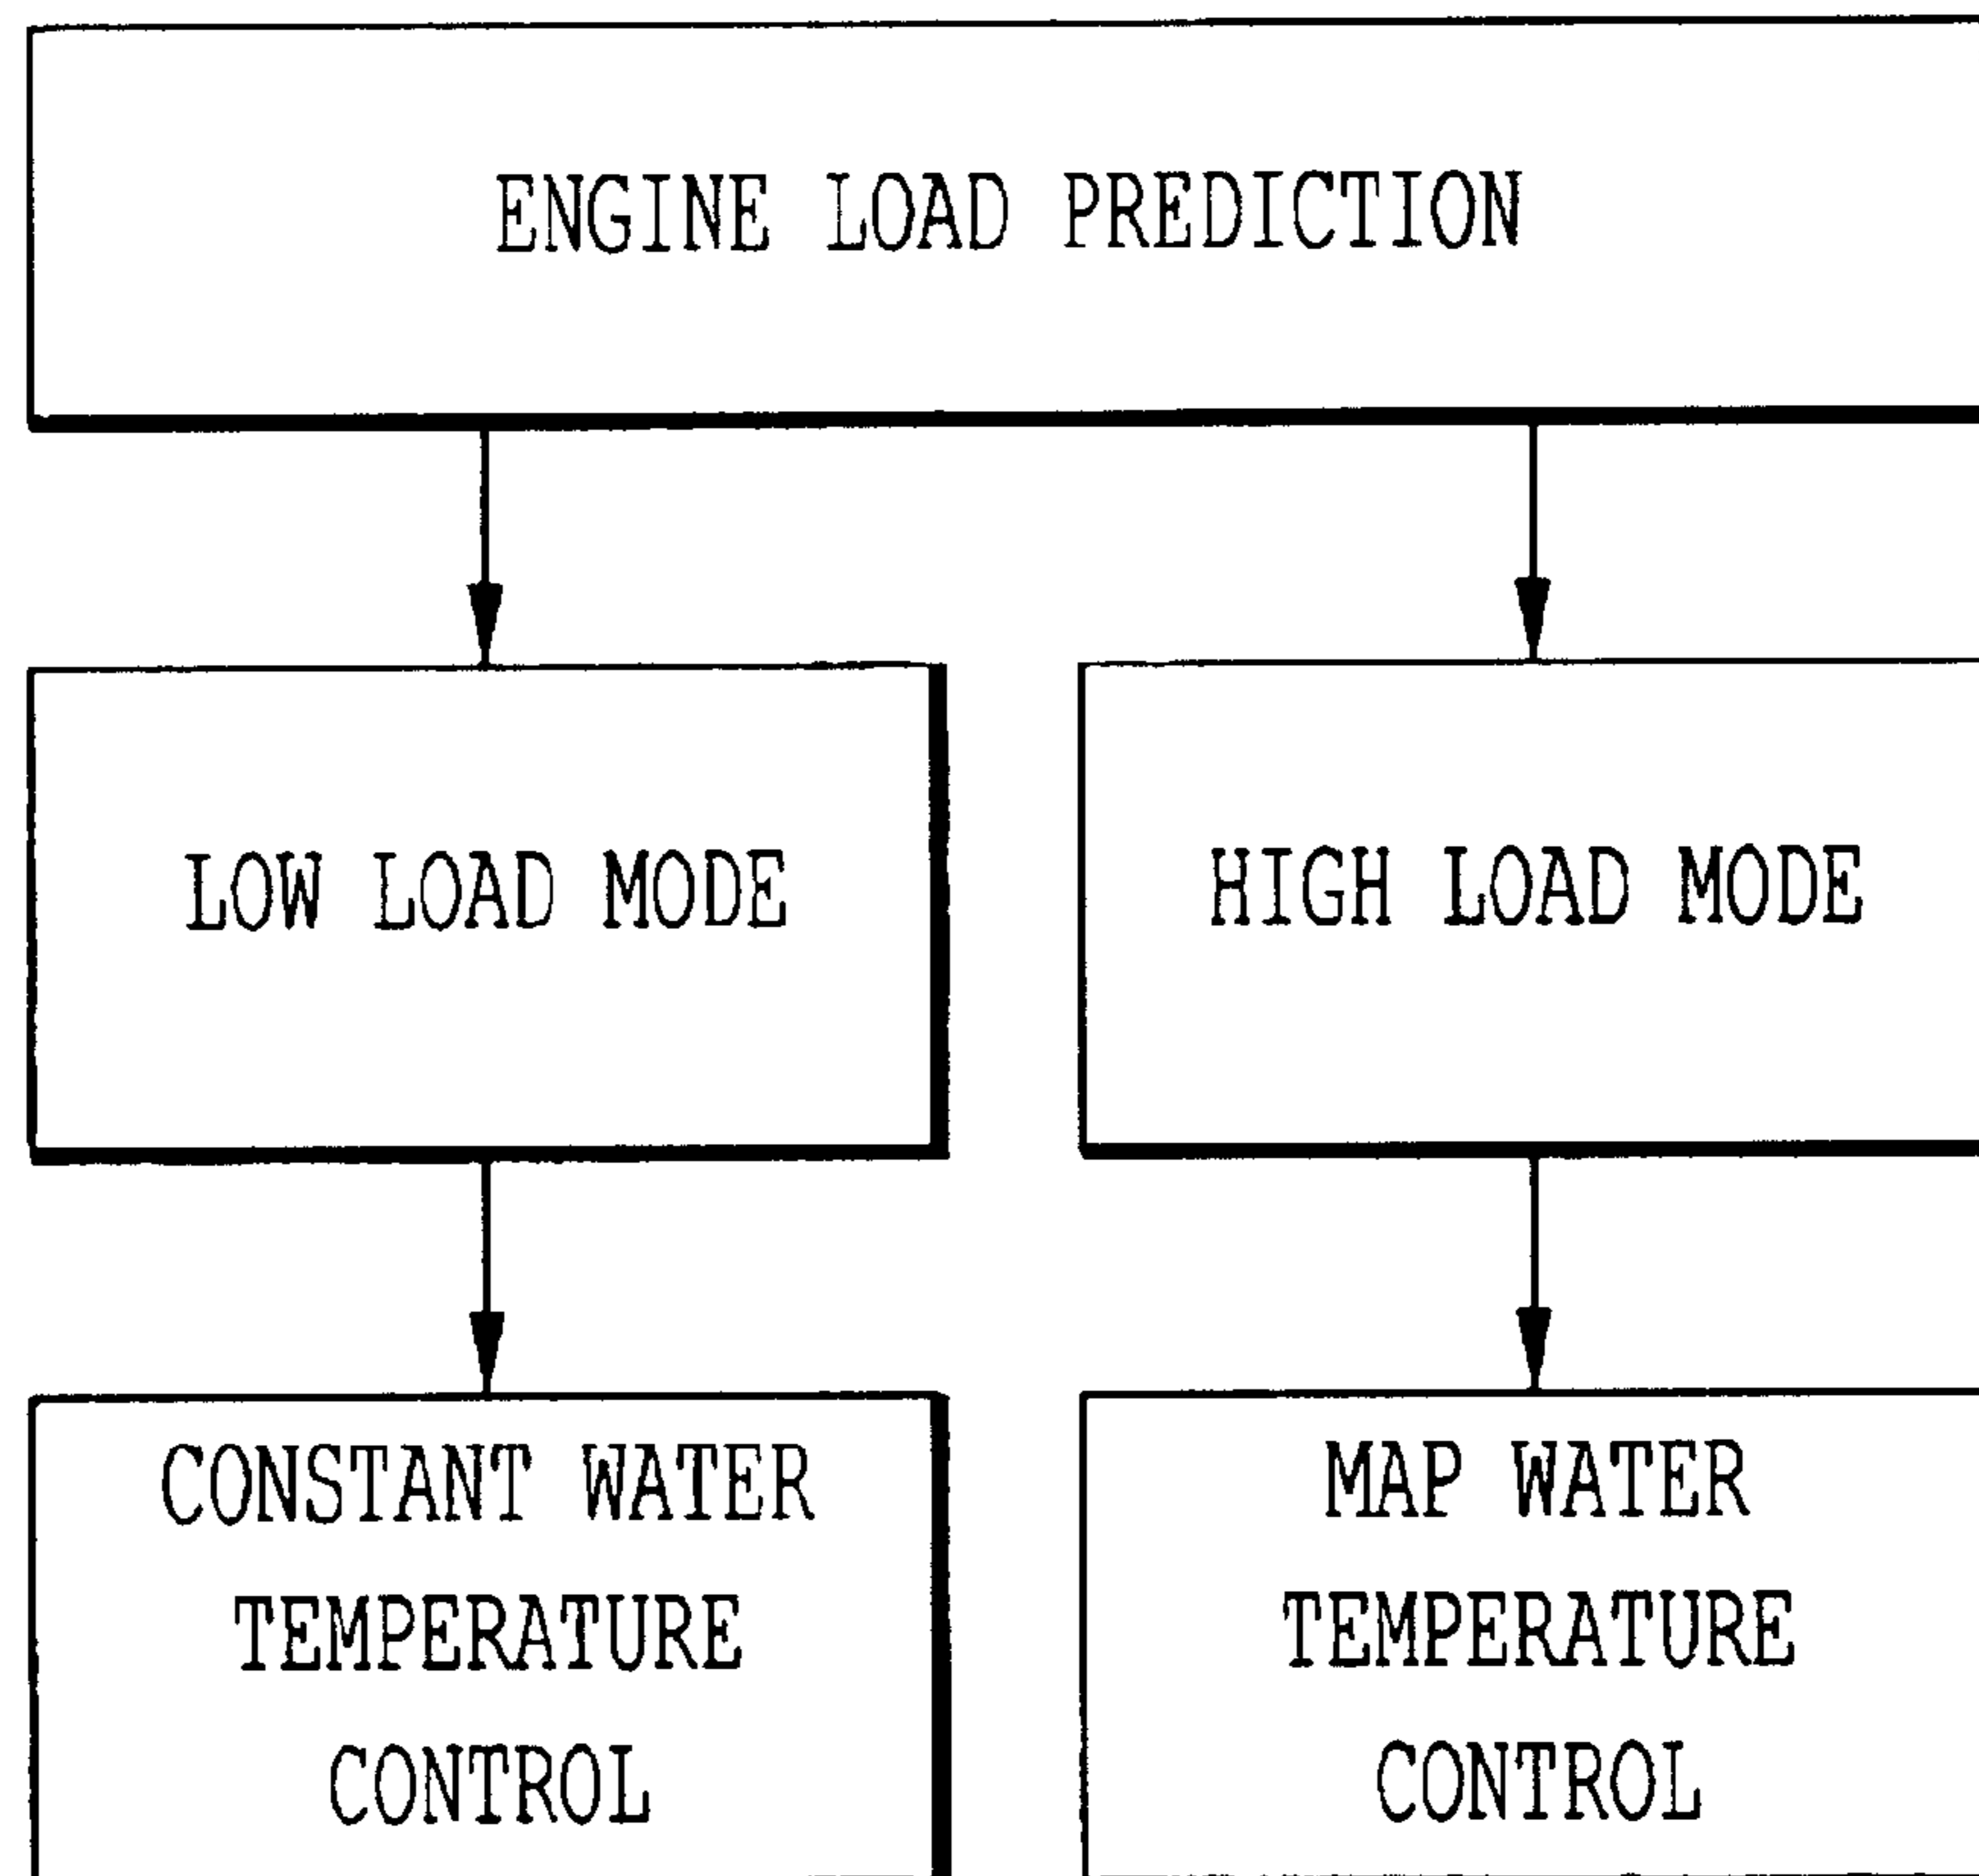 ENGINE LOAD PREDICTION
LOW LOAD MODE
HIGH LOAD MODE
CONSTANT WATER
TEMPERATURE
CONTROL
MAP WATER
TEMPERATURE
CONTROL